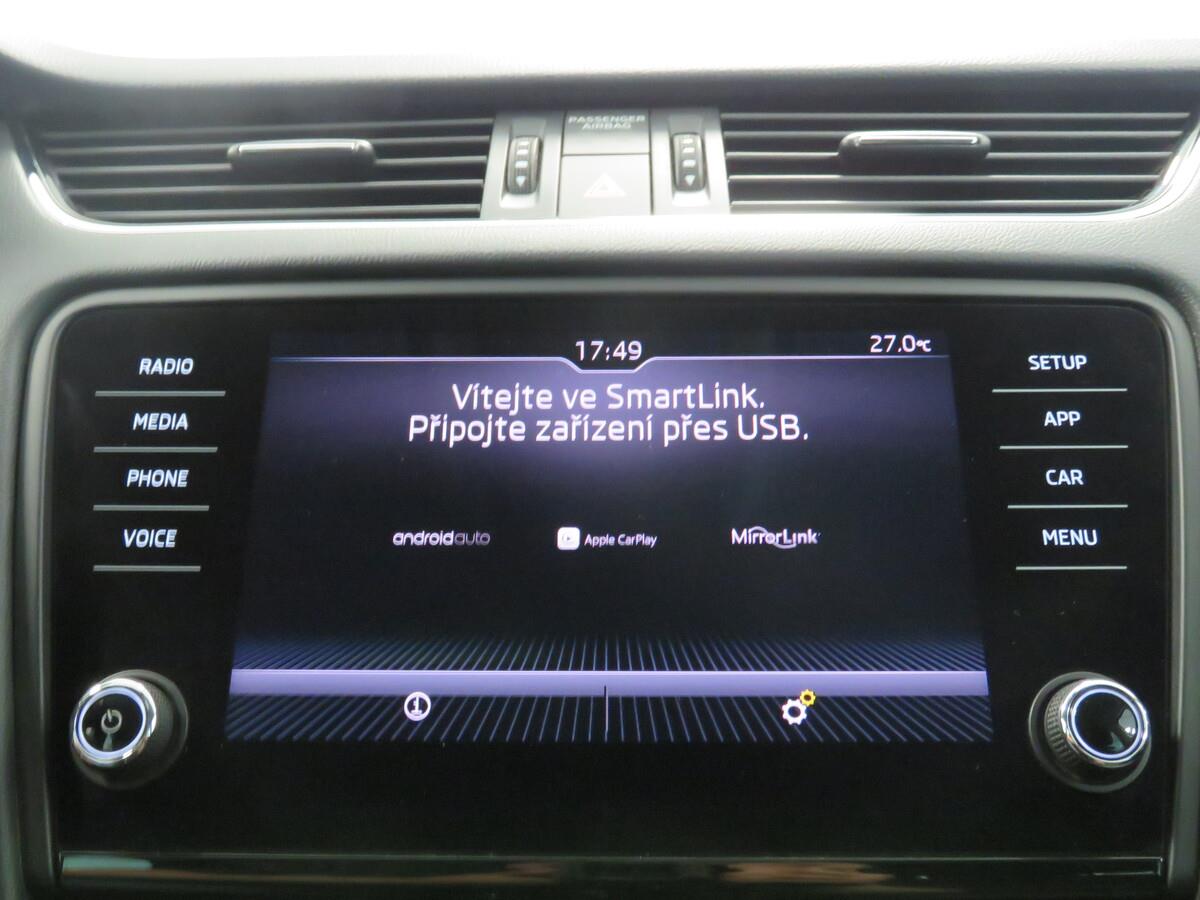 PASSENGER
AIRBAG
17:49
27.0°C
Vítejte ve SmartLink.
Připojte zařízení přes USB.
androidauto
Apple CarPlay
MirrorLink
RADIO
MEDIA
PHONE
VOICE
SETUP
APP
CAR
MENU